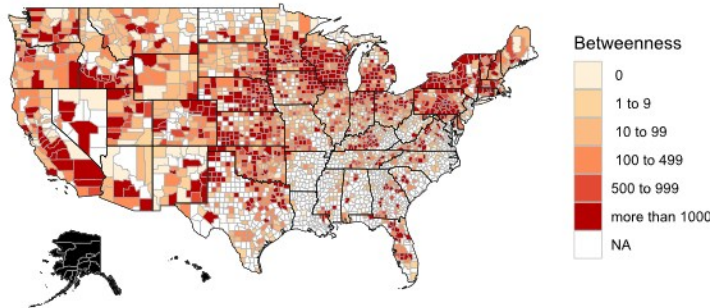 Betweenness
0
1 to 9
10 to 99
100 to 499
500 to 999
more than 1000
NA